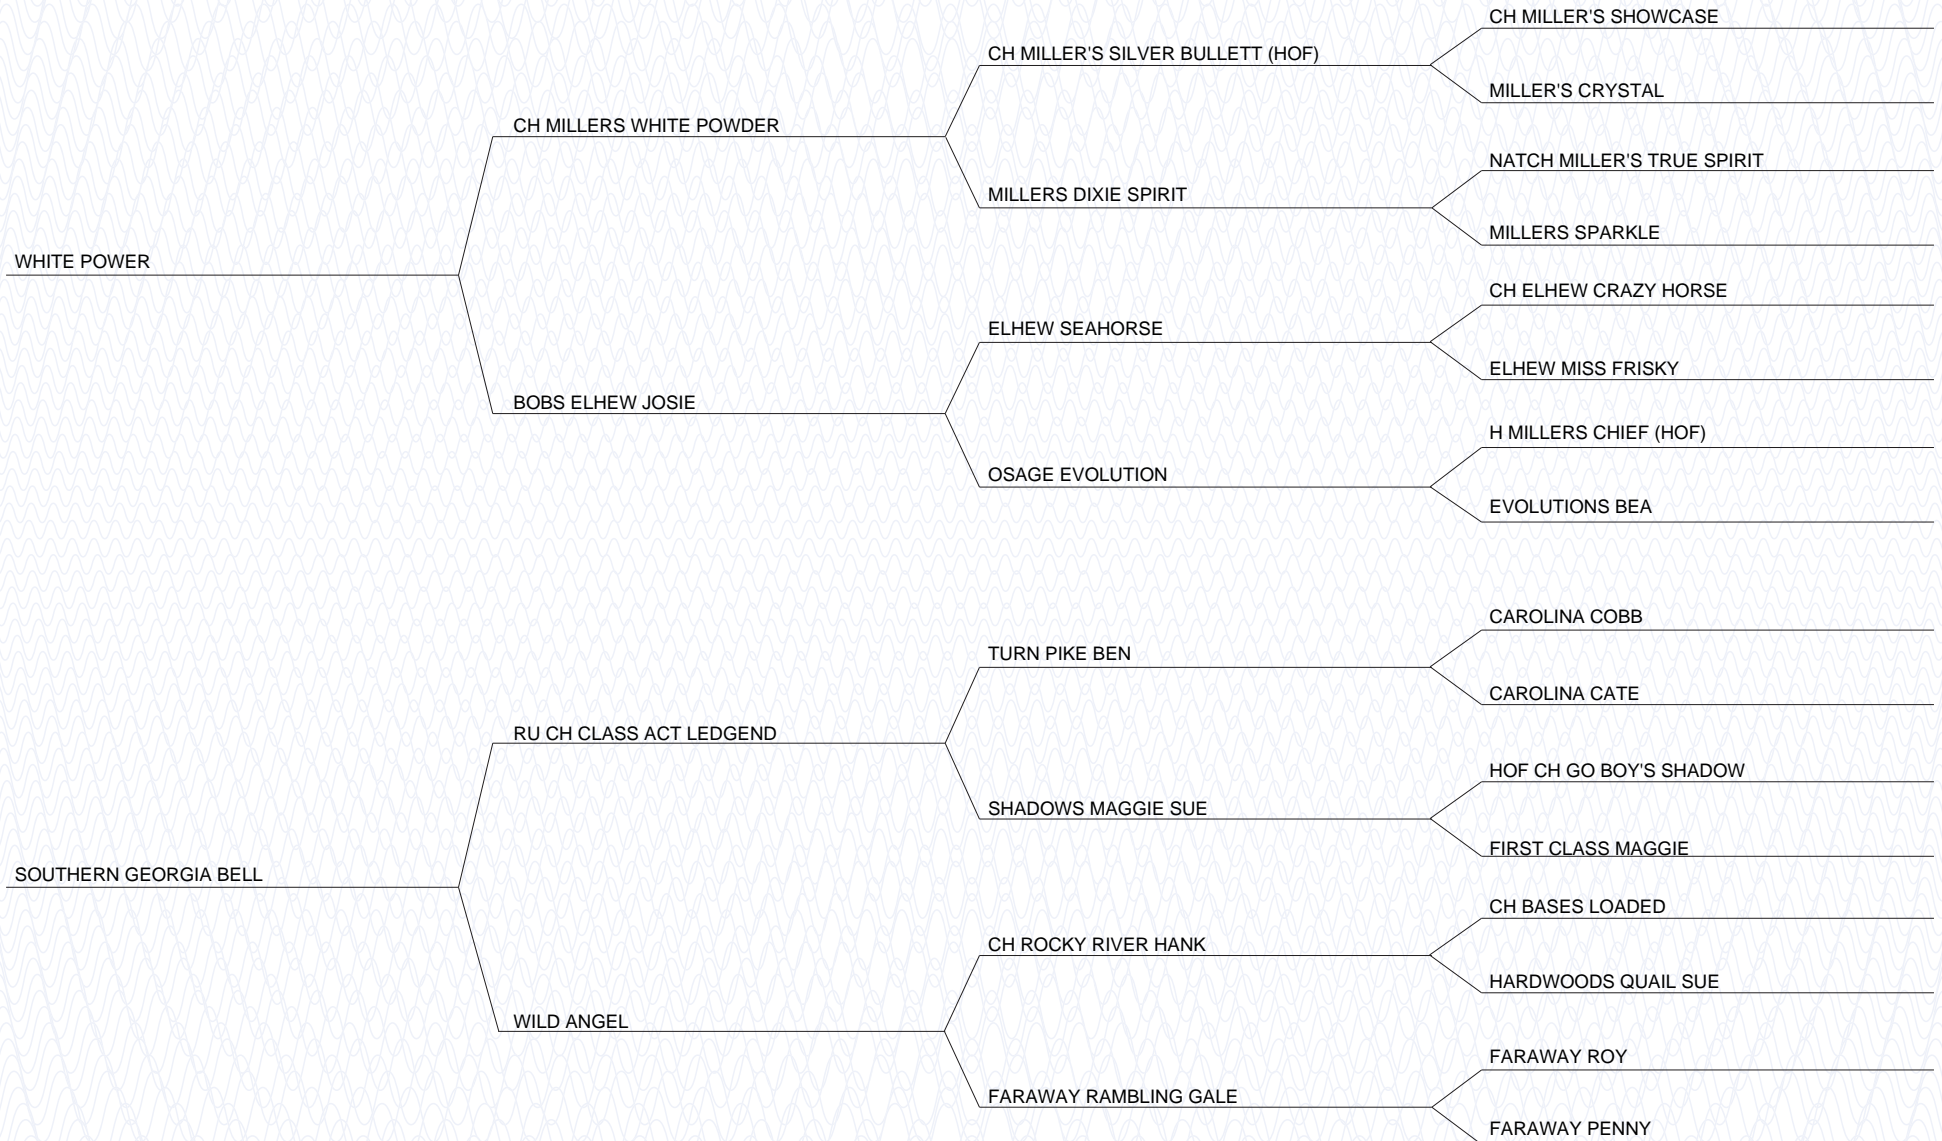 CH MILLER'S SHOWCASE
CH MILLER'S SILVER BULLETT (HOF)
MILLER'S CRYSTAL
CH MILLERS WHITE POWDER
NATCH MILLER'S TRUE SPIRIT
MILLERS DIXIE SPIRIT
MILLERS SPARKLE
WHITE POWER
CH ELHEW CRAZY HORSE
ELHEW SEAHORSE
ELHEW MISS FRISKY
BOBS ELHEW JOSIE
H MILLERS CHIEF (HOF)
OSAGE EVOLUTION
EVOLUTIONS BEA
CAROLINA COBB
TURN PIKE BEN
CAROLINA CATE
RU CH CLASS ACT LEDGEND
HOF CH GO BOY'S SHADOW
SHADOWS MAGGIE SUE
FIRST CLASS MAGGIE
SOUTHERN GEORGIA BELL
CH BASES LOADED
CH ROCKY RIVER HANK
HARDWOODS QUAIL SUE
WILD ANGEL
FARAWAY ROY
FARAWAY RAMBLING GALE
FARAWAY PENNY